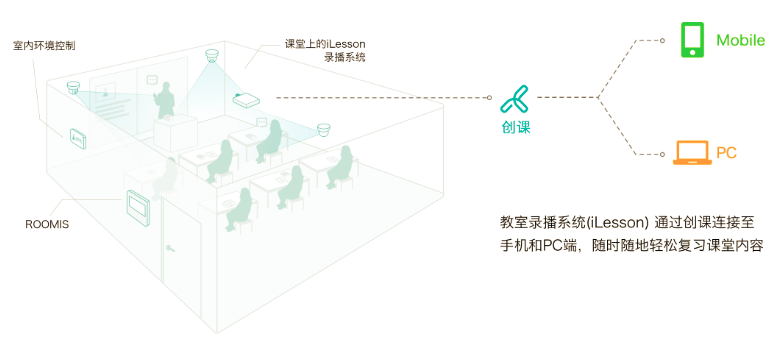 室内环境控制
课堂上的iLesson
录播系统
ROOMIS
创课
Mobile
PC
教室录播系统(iLesson) 通过创课连接至
手机和PC端，随时随地轻松复习课堂内容